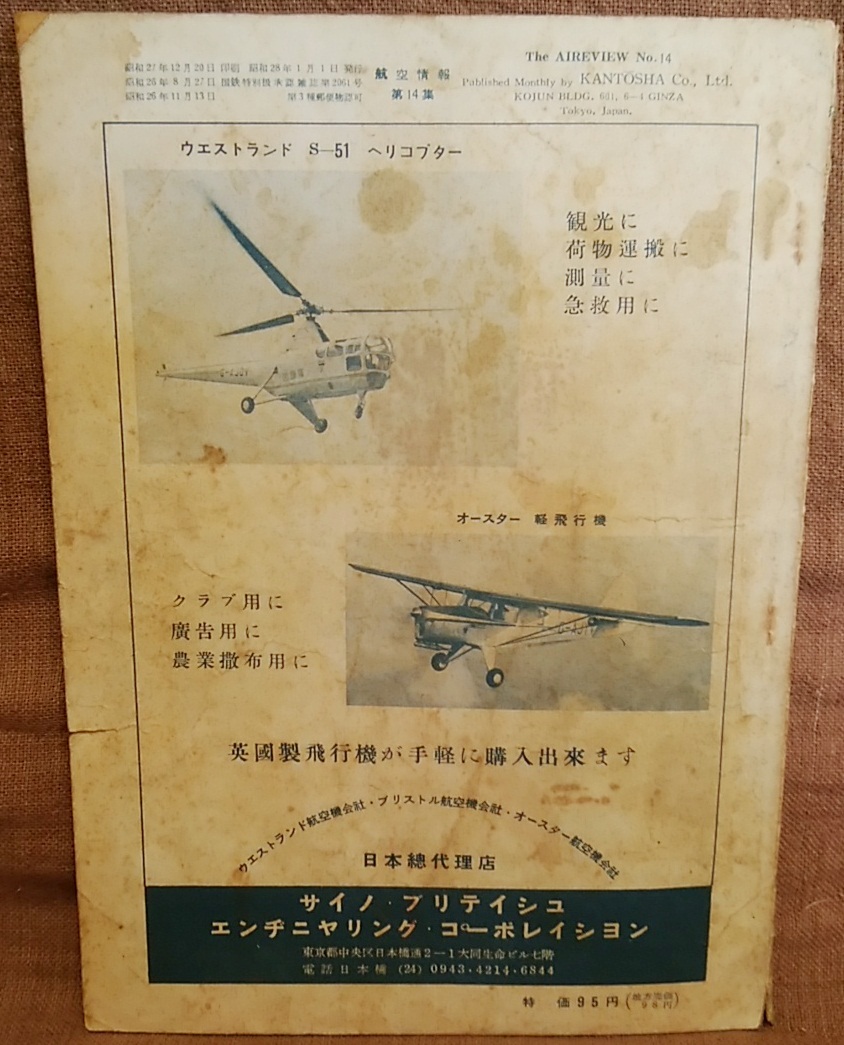 The AIREVIEW No.14
昭和27年12月20日 印刷 昭和28年1月1日 発行
昭和26年8月27日 国鉄特別扱承認雑誌第2061号
昭和26年11月13日 第3種郵便物認可
航空情報
第14集
Published Monthly by KANTOSHA Co., Ltd.
KOJUN BLDG. 601, 6-4 GINZA
Tokyo, Japan.
ウエストランド S-51 ヘリコプター
観光に
荷物運搬に
測量に
急救用に
オースター 軽飛行機
クラブ用に
廣告用に
農業撒布用に
英國製飛行機が手軽に購入出來ます
ウエストランド航空機会社・ブリストル航空機会社・オースター航空機会社
日本總代理店
サイノ・ブリテイシュ
エンヂニヤリング・コーポレイシヨン
東京都中央区日本橋通2-1大同生命ビル七階
電話日本橋 (24) 0943・4214・6844
特 価95円(地方売価98円)